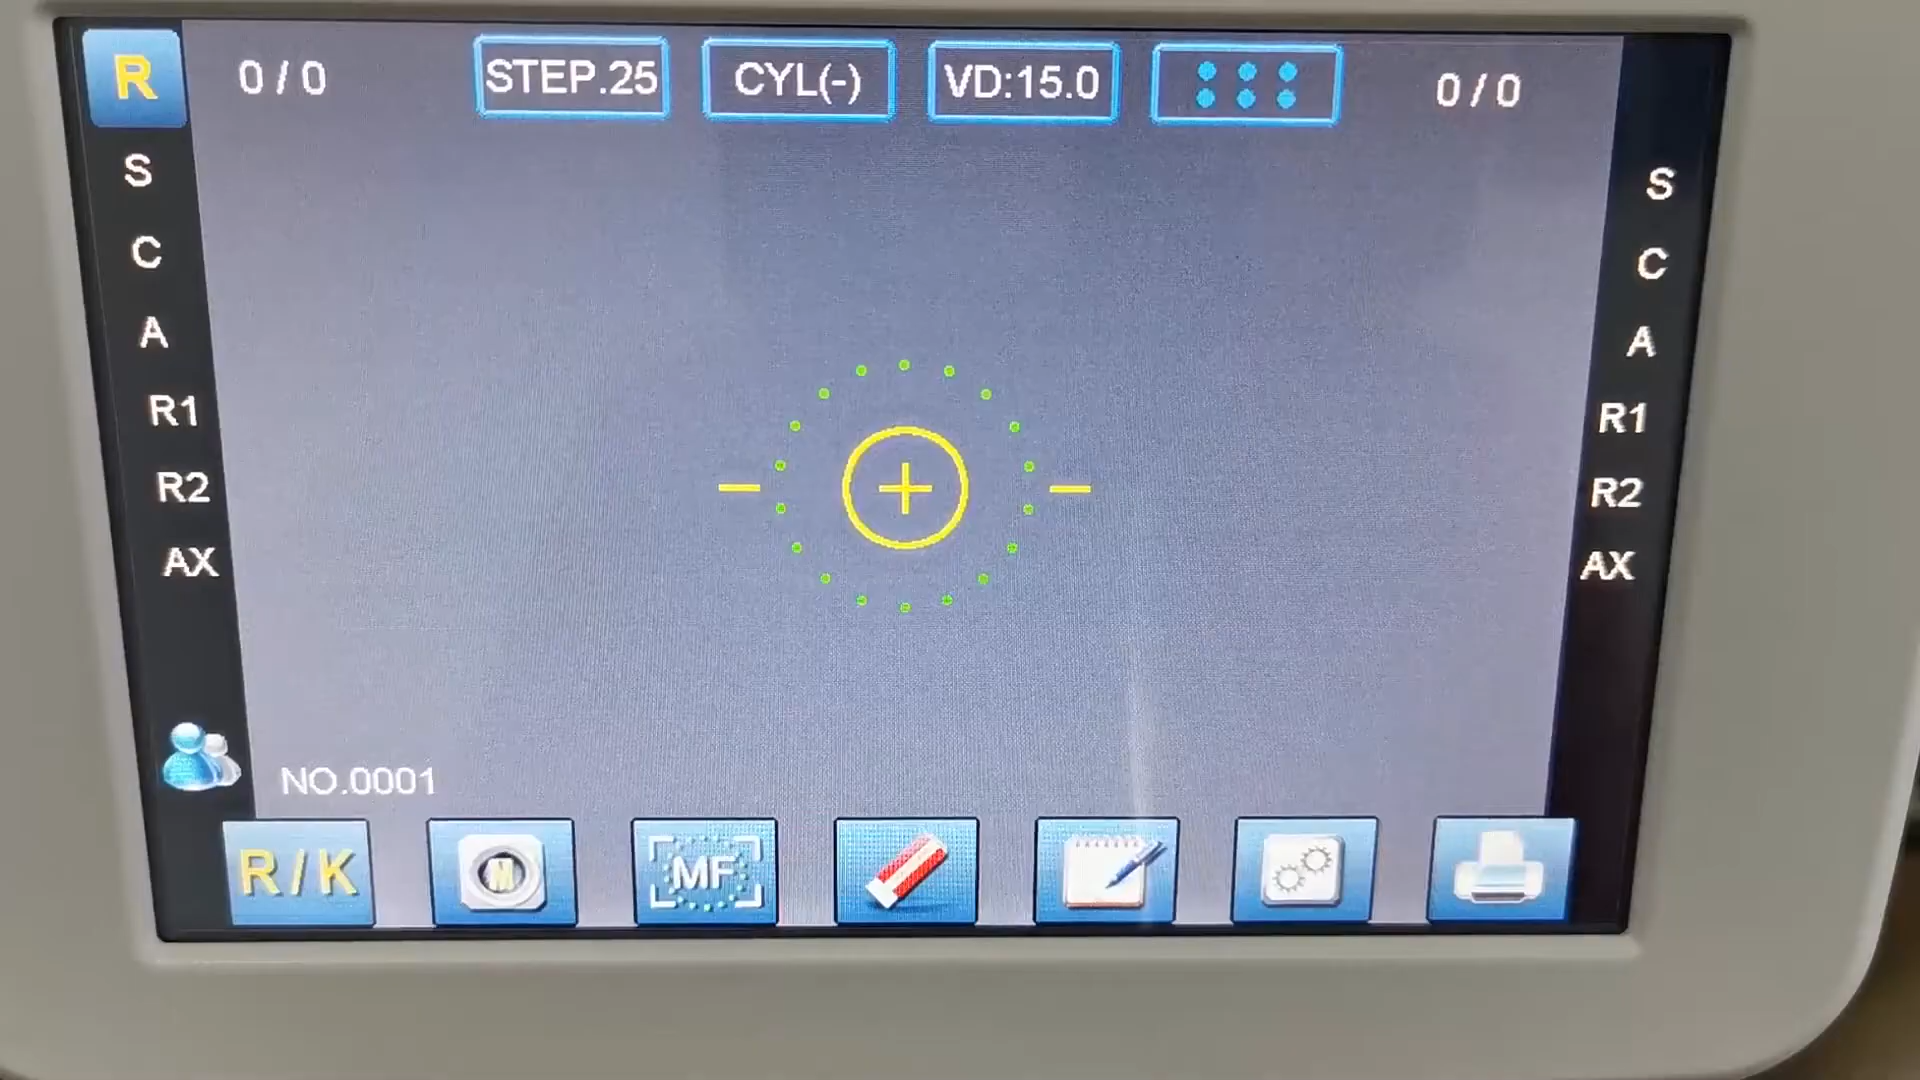 R 0 / 0 STEP.25 CYL(-) VD:15.0 0 / 0
S S
C C
A A
R1 R1
R2 R2
AX AX
NO.0001
R / K M MF